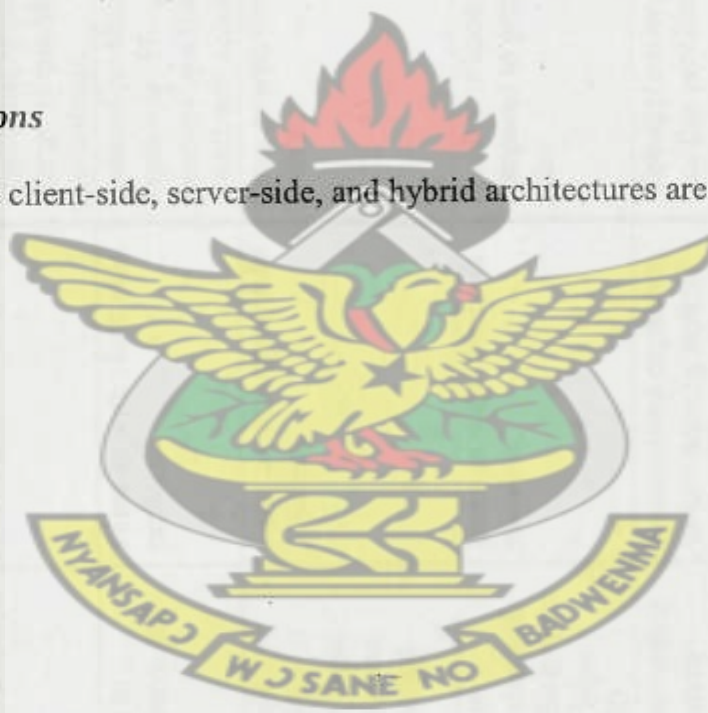 ons
client-side, server-side, and hybrid architectures are
NYANSAPƆ
WƆSANE NO
BADWENMA